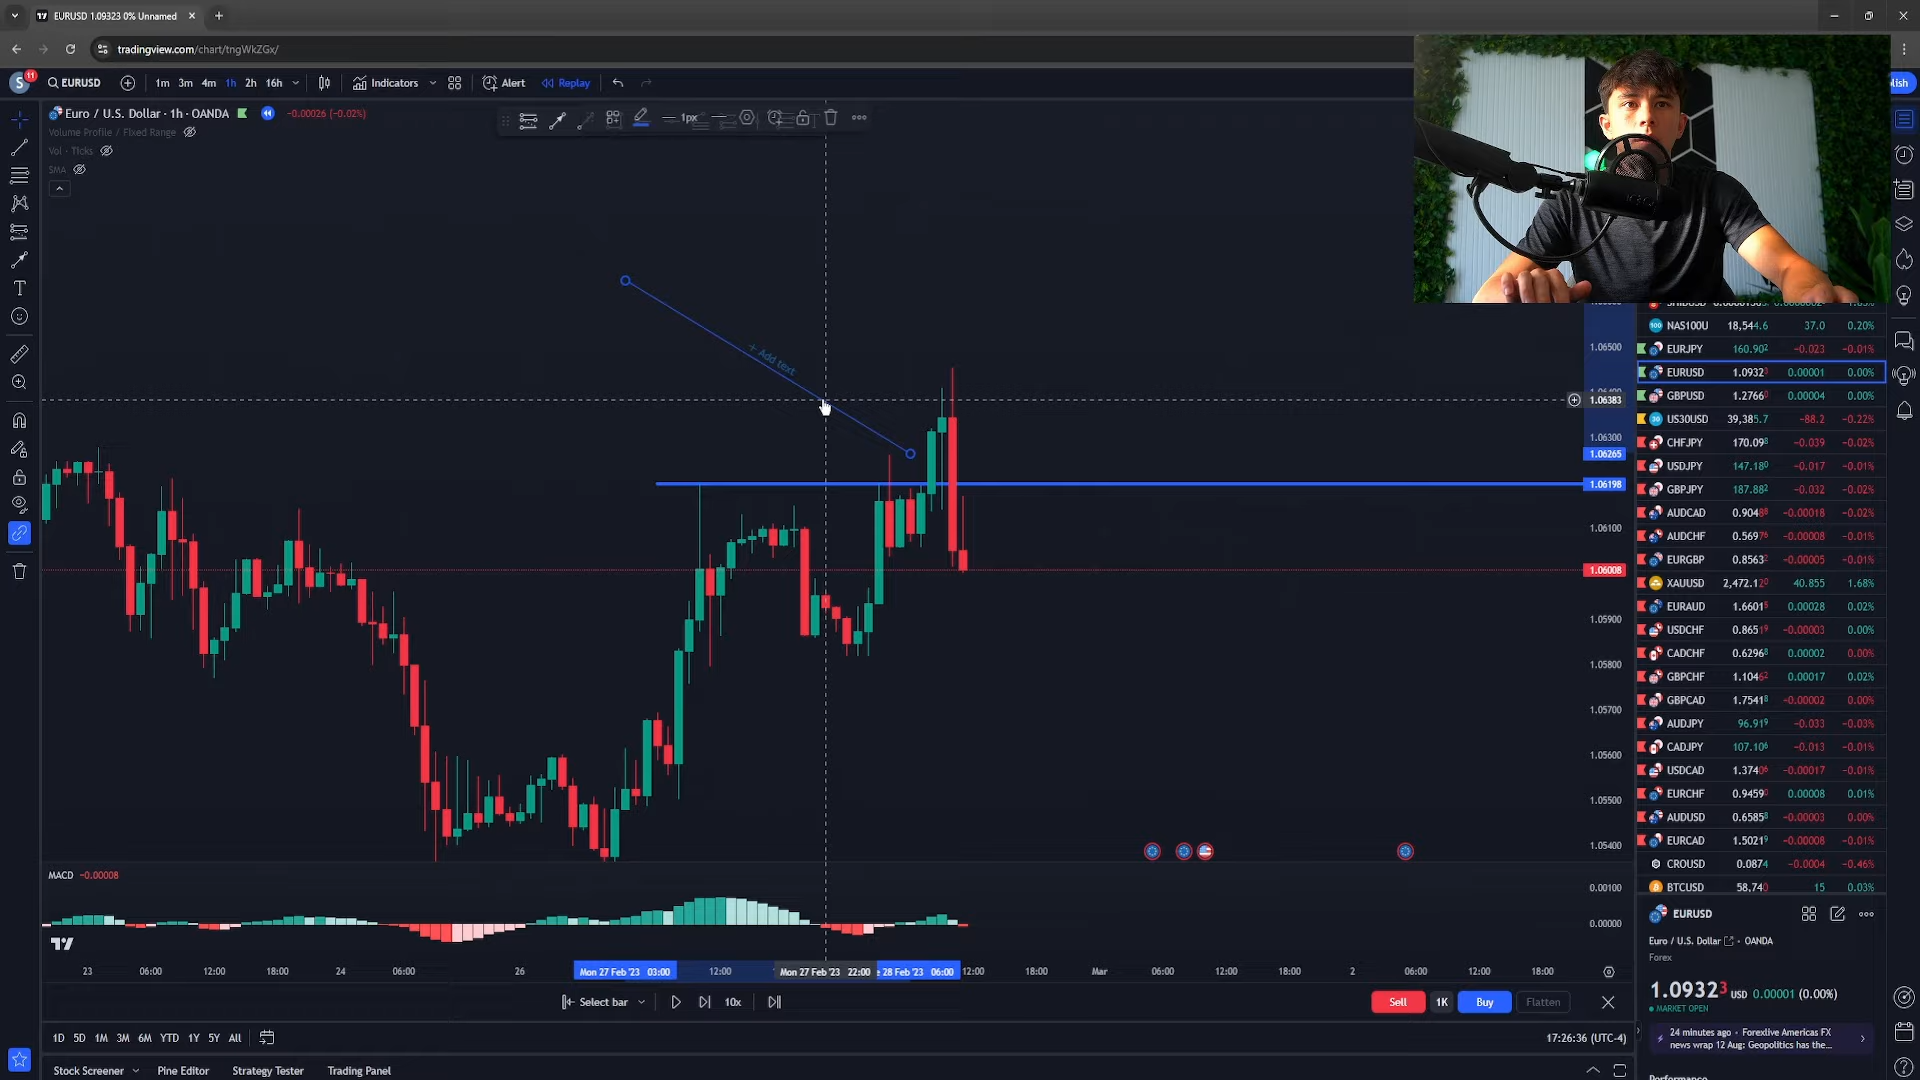 EURUSD 1.09323 0% Unnamed
tradingview.com/chart/tngWkZGx/
S 11 EURUSD 1m 3m 4m 1h 2h 16h Indicators Alert Replay
lish
Euro / U.S. Dollar · 1h · OANDA -0.00026 (-0.02%)
Volume Profile / Fixed Range
Vol · Ticks
SMA
1px
+ Add text
1.06500
1.06383
1.06300
1.06265
1.06198
1.06100
1.06008
1.05900
1.05800
1.05700
1.05600
1.05500
1.05400
MACD -0.00008
0.00100
0.00000
23 06:00 12:00 18:00 24 06:00 26 Mon 27 Feb '23 03:00 12:00 Mon 27 Feb '23 22:00 e 28 Feb '23 06:00 12:00 18:00 Mar 06:00 12:00 18:00 2 06:00 12:00 18:00
Select bar 10x Sell 1K Buy Flatten
1D 5D 1M 3M 6M YTD 1Y 5Y All 17:26:36 (UTC-4)
Stock Screener Pine Editor Strategy Tester Trading Panel
NAS100U 18,544.6 37.0 0.20%
EURJPY 160.902 -0.023 -0.01%
EURUSD 1.09323 0.00001 0.00%
GBPUSD 1.27660 0.00004 0.00%
US30USD 39,385.7 -88.2 -0.22%
CHFJPY 170.098 -0.039 -0.02%
USDJPY 147.180 -0.017 -0.01%
GBPJPY 187.882 -0.032 -0.02%
AUDCAD 0.90488 -0.00018 -0.02%
AUDCHF 0.56976 -0.00008 -0.01%
EURGBP 0.85632 -0.00005 -0.01%
XAUUSD 2,472.120 40.855 1.68%
EURAUD 1.66015 0.00028 0.02%
USDCHF 0.86519 -0.00003 0.00%
CADCHF 0.62968 0.00002 0.00%
GBPCHF 1.10462 0.00017 0.02%
GBPCAD 1.75418 -0.00002 0.00%
AUDJPY 96.919 -0.033 -0.03%
CADJPY 107.106 -0.013 -0.01%
USDCAD 1.37406 -0.00017 -0.01%
EURCHF 0.94590 0.00008 0.01%
AUDUSD 0.65858 -0.00003 0.00%
EURCAD 1.50219 -0.00008 -0.01%
CROUSD 0.0874 -0.0004 -0.46%
BTCUSD 58,740 15 0.03%
EURUSD
Euro / U.S. Dollar · OANDA
Forex
1.09323 USD 0.00001 (0.00%)
MARKET OPEN
24 minutes ago · Forexlive Americas FX
news wrap 12 Aug: Geopolitics has the...